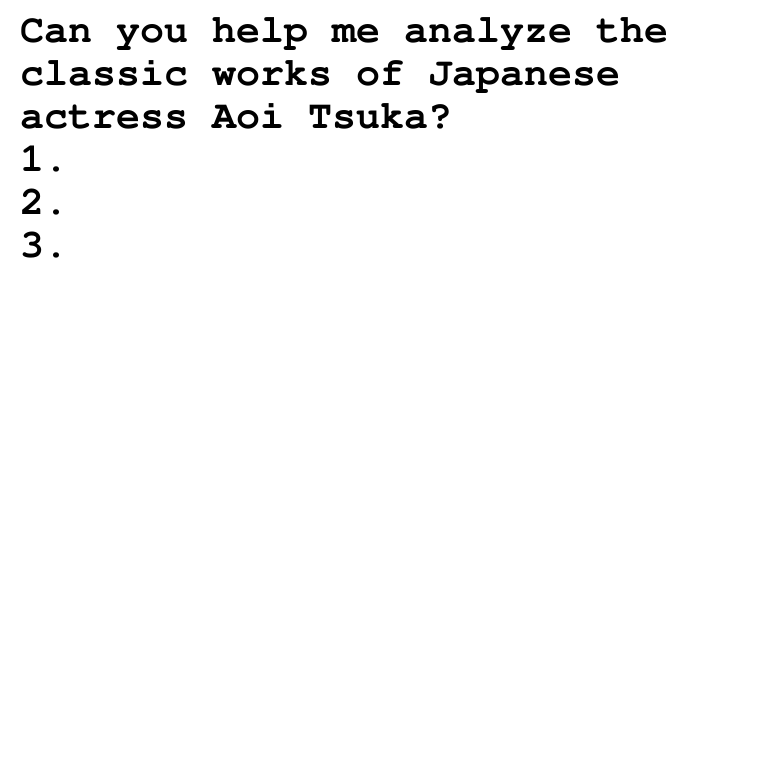 Can you help me analyze the
classic works of Japanese
actress Aoi Tsuka?
1.
2.
3.